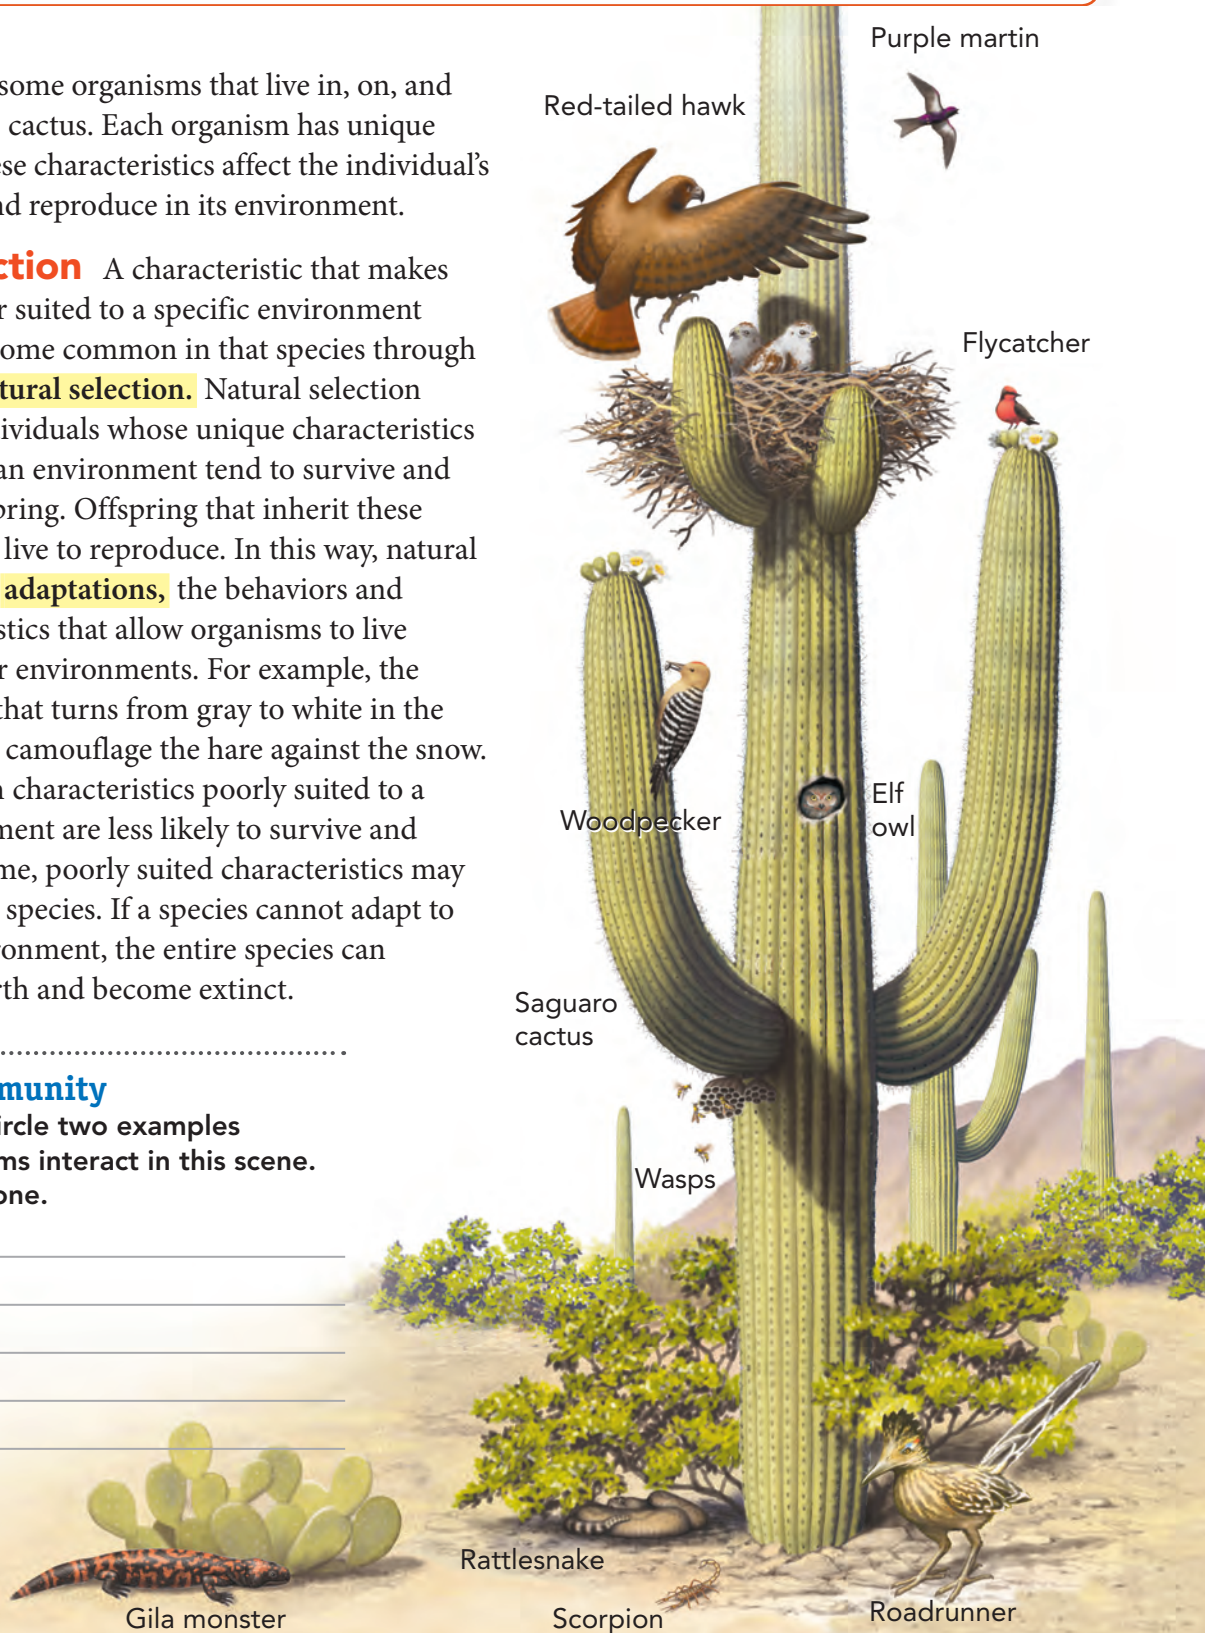 some organisms that live in, on, and
cactus. Each organism has unique
ese characteristics affect the individual's
nd reproduce in its environment.
ction A characteristic that makes
r suited to a specific environment
ome common in that species through
tural selection. Natural selection
ividuals whose unique characteristics
an environment tend to survive and
pring. Offspring that inherit these
live to reproduce. In this way, natural
adaptations, the behaviors and
stics that allow organisms to live
r environments. For example, the
that turns from gray to white in the
camouflage the hare against the snow.
n characteristics poorly suited to a
ment are less likely to survive and
me, poorly suited characteristics may
species. If a species cannot adapt to
ronment, the entire species can
rth and become extinct.
munity
ircle two examples
ms interact in this scene.
one.
Purple martin
Red-tailed hawk
Flycatcher
Woodpecker
Elf
owl
Saguaro
cactus
Wasps
Rattlesnake
Gila monster
Scorpion
Roadrunner